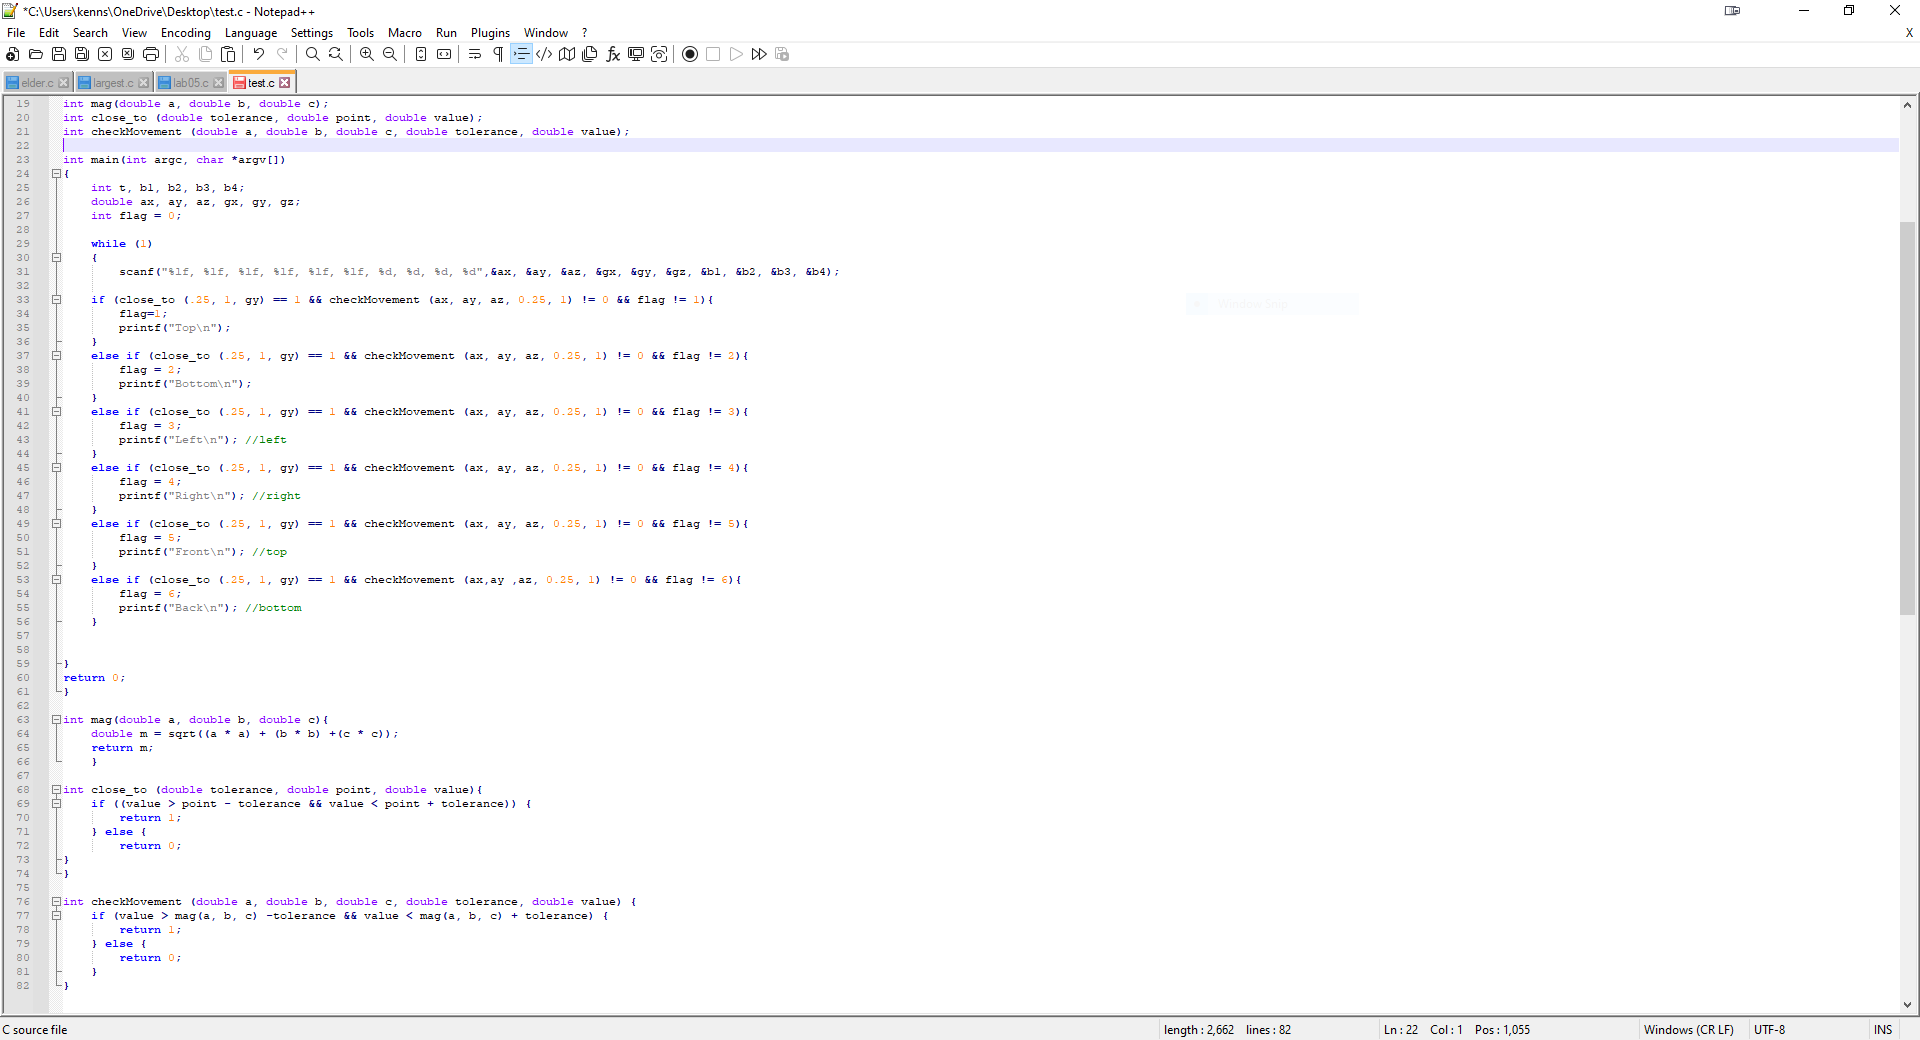 *C:\Users\kenns\OneDrive\Desktop\test.c - Notepad++
File Edit Search View Encoding Language Settings Tools Macro Run Plugins Window ? X
elder.c largest.c lab05.c test.c
19 int mag(double a, double b, double c);
20 int close_to (double tolerance, double point, double value);
21 int checkMovement (double a, double b, double c, double tolerance, double value);
22
23 int main(int argc, char *argv[])
24 {
25 int t, b1, b2, b3, b4;
26 double ax, ay, az, gx, gy, gz;
27 int flag = 0;
28
29 while (1)
30 {
31 scanf("%lf, %lf, %lf, %lf, %lf, %lf, %d, %d, %d, %d",&ax, &ay, &az, &gx, &gy, &gz, &b1, &b2, &b3, &b4);
32
33 if (close_to (.25, 1, gy) == 1 && checkMovement (ax, ay, az, 0.25, 1) != 0 && flag != 1){
34 flag=1;
35 printf("Top\n");
36 }
37 else if (close_to (.25, 1, gy) == 1 && checkMovement (ax, ay, az, 0.25, 1) != 0 && flag != 2){
38 flag = 2;
39 printf("Bottom\n");
40 }
41 else if (close_to (.25, 1, gy) == 1 && checkMovement (ax, ay, az, 0.25, 1) != 0 && flag != 3){
42 flag = 3;
43 printf("Left\n"); //left
44 }
45 else if (close_to (.25, 1, gy) == 1 && checkMovement (ax, ay, az, 0.25, 1) != 0 && flag != 4){
46 flag = 4;
47 printf("Right\n"); //right
48 }
49 else if (close_to (.25, 1, gy) == 1 && checkMovement (ax, ay, az, 0.25, 1) != 0 && flag != 5){
50 flag = 5;
51 printf("Front\n"); //top
52 }
53 else if (close_to (.25, 1, gy) == 1 && checkMovement (ax,ay ,az, 0.25, 1) != 0 && flag != 6){
54 flag = 6;
55 printf("Back\n"); //bottom
56 }
57
58
59 }
60 return 0;
61 }
62
63 int mag(double a, double b, double c){
64 double m = sqrt((a * a) + (b * b) +(c * c));
65 return m;
66 }
67
68 int close_to (double tolerance, double point, double value){
69 if ((value > point - tolerance && value < point + tolerance)) {
70 return 1;
71 } else {
72 return 0;
73 }
74 }
75
76 int checkMovement (double a, double b, double c, double tolerance, double value) {
77 if (value > mag(a, b, c) -tolerance && value < mag(a, b, c) + tolerance) {
78 return 1;
79 } else {
80 return 0;
81 }
82 }
C source file length : 2,662 lines : 82 Ln : 22 Col : 1 Pos : 1,055 Windows (CR LF) UTF-8 INS